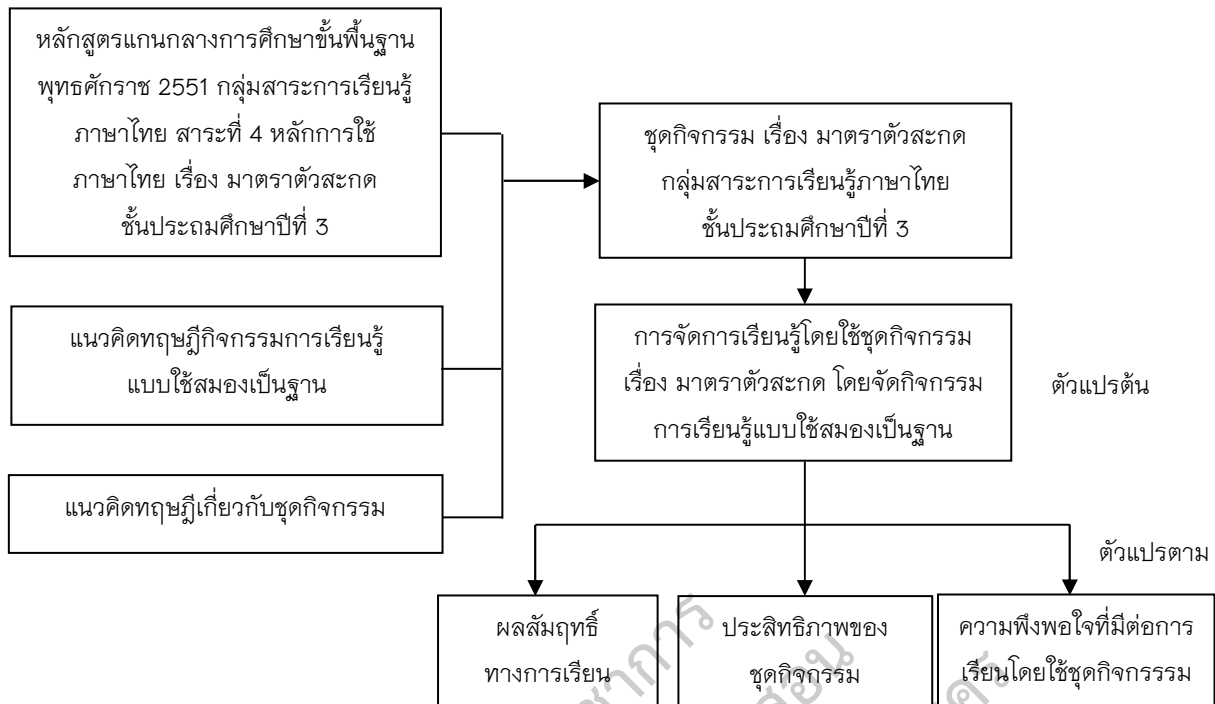 หลักสูตรแกนกลางการศึกษาขั้นพื้นฐาน
พุทธศักราช 2551 กลุ่มสาระการเรียนรู้
ภาษาไทย สาระที่ 4 หลักการใช้
ภาษาไทย เรื่อง มาตราตัวสะกด
ชั้นประถมศึกษาปีที่ 3
แนวคิดทฤษฎีกิจกรรมการเรียนรู้
แบบใช้สมองเป็นฐาน
แนวคิดทฤษฎีเกี่ยวกับชุดกิจกรรม
ชุดกิจกรรม เรื่อง มาตราตัวสะกด
กลุ่มสาระการเรียนรู้ภาษาไทย
ชั้นประถมศึกษาปีที่ 3
การจัดการเรียนรู้โดยใช้ชุดกิจกรรม
เรื่อง มาตราตัวสะกด โดยจัดกิจกรรม
การเรียนรู้แบบใช้สมองเป็นฐาน
ตัวแปรต้น
ตัวแปรตาม
ผลสัมฤทธิ์
ทางการเรียน
ประสิทธิภาพของ
ชุดกิจกรรม
ความพึงพอใจที่มีต่อการ
เรียนโดยใช้ชุดกิจกรรรม